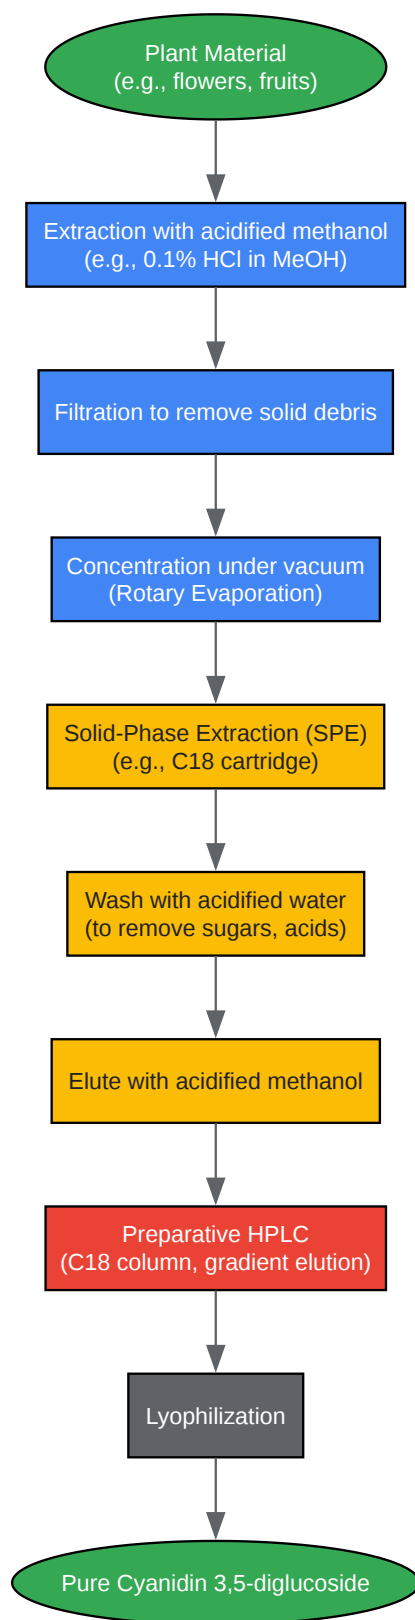 Plant Material
(e.g., flowers, fruits)
Extraction with acidified methanol
(e.g., 0.1% HCl in MeOH)
Filtration to remove solid debris
Concentration under vacuum
(Rotary Evaporation)
Solid-Phase Extraction (SPE)
(e.g., C18 cartridge)
Wash with acidified water
(to remove sugars, acids)
Elute with acidified methanol
Preparative HPLC
(C18 column, gradient elution)
Lyophilization
Pure Cyanidin 3,5-diglucoside